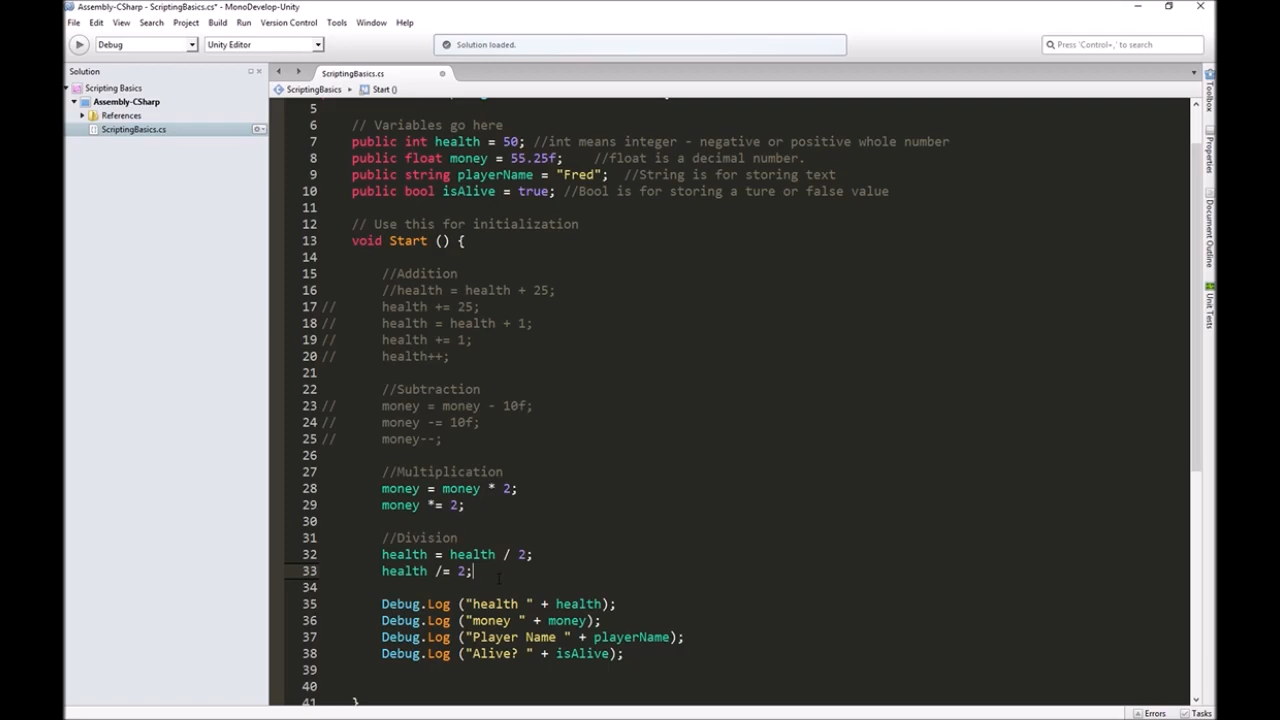 Assembly-CSharp - ScriptingBasics.cs* - MonoDevelop-Unity
File Edit View Search Project Build Run Version Control Tools Window Help
Debug Unity Editor Solution loaded. Press 'Control+,' to search
Solution
ScriptingBasics.cs
Scripting Basics
Assembly-CSharp
References
ScriptingBasics.cs
ScriptingBasics Start ()
5
6 // Variables go here
7 public int health = 50; //int means integer - negative or positive whole number
8 public float money = 55.25f; //float is a decimal number.
9 public string playerName = "Fred"; //String is for storing text
10 public bool isAlive = true; //Bool is for storing a ture or false value
11
12 // Use this for initialization
13 void Start () {
14
15 //Addition
16 //health = health + 25;
17 // health += 25;
18 // health = health + 1;
19 // health += 1;
20 // health++;
21
22 //Subtraction
23 // money = money - 10f;
24 // money -= 10f;
25 // money--;
26
27 //Multiplication
28 money = money * 2;
29 money *= 2;
30
31 //Division
32 health = health / 2;
33 health /= 2;
34
35 Debug.Log ("health " + health);
36 Debug.Log ("money " + money);
37 Debug.Log ("Player Name " + playerName);
38 Debug.Log ("Alive? " + isAlive);
39
40
41 }
Toolbox
Properties
Document Outline
Unit Tests
Errors Tasks